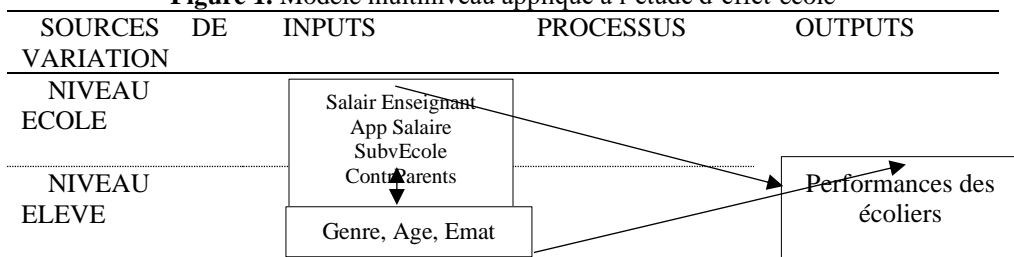 Figure 1. Modèle multiniveau appliqué à l'étude d'effet école
SOURCES DE VARIATION
INPUTS
PROCESSUS
OUTPUTS
NIVEAU
ECOLE
Salair Enseignant
App Salaire
SubvEcole
ContrParents
NIVEAU
ELEVE
Genre, Age, Emat
Performances des
écoliers